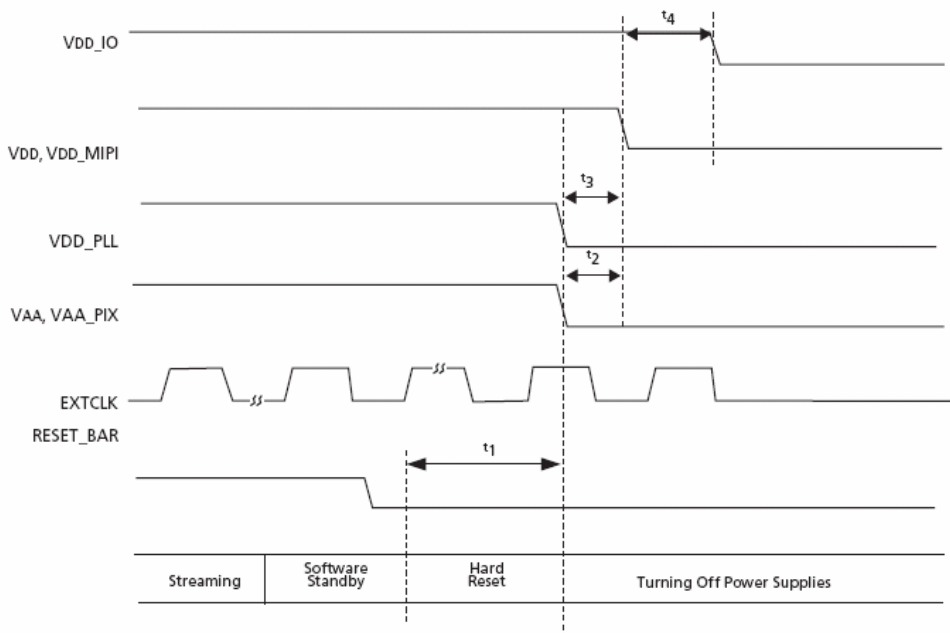 t4
VDD_IO
VDD, VDD_MIPI
t3
VDD_PLL
t2
VAA, VAA_PIX
EXTCLK
RESET_BAR
t1
Streaming
Software
Standby
Hard
Reset
Turning Off Power Supplies